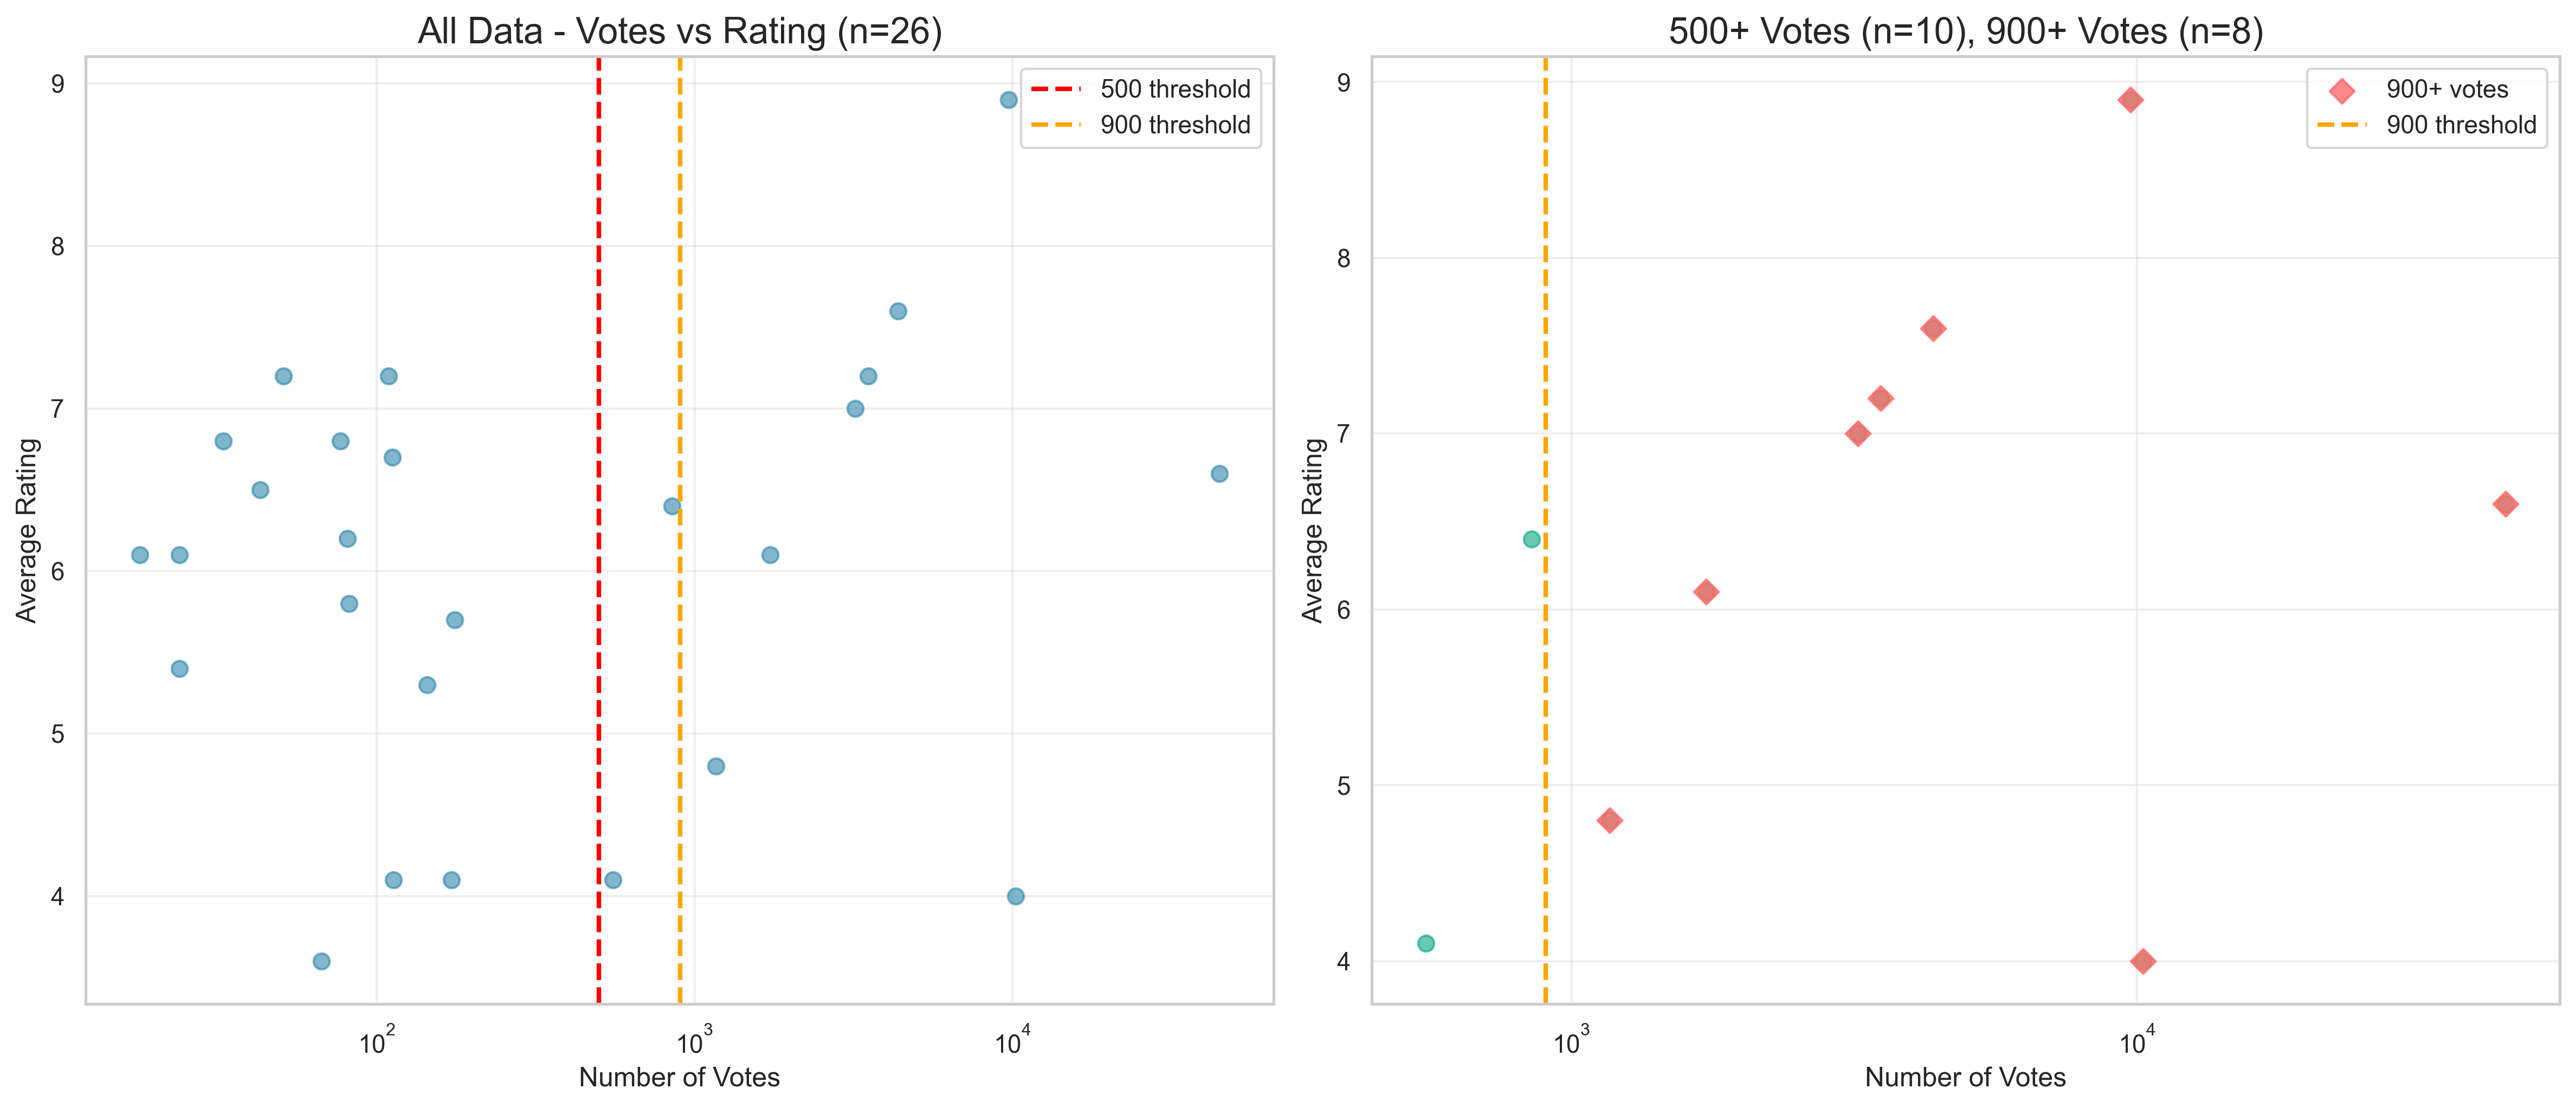 All Data - Votes vs Rating (n=26)
500 threshold
900 threshold
9
8
7
6
5
4
Average Rating
10²
10³
10⁴
Number of Votes
500+ Votes (n=10), 900+ Votes (n=8)
900+ votes
900 threshold
9
8
7
6
5
4
Average Rating
10³
10⁴
Number of Votes